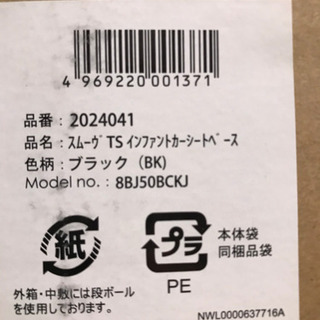 4 969220 001371
品番：2024041
品名：ｽﾑｰｳﾞTS ｲﾝﾌｧﾝﾄｶｰｼｰﾄﾍﾞｰｽ
色柄：ブラック（BK）
Model no.：8BJ50BCKJ
紙
プラ
本体袋
同梱品袋
PE
外箱・中敷には段ボール
を使用しています。
NWL0000637716A